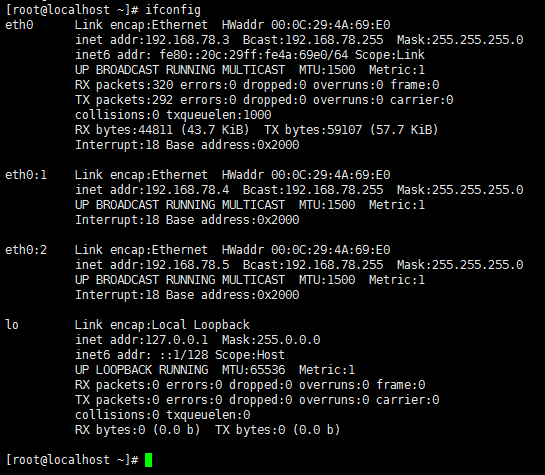 [root@localhost ~]# ifconfig
eth0      Link encap:Ethernet  HWaddr 00:0C:29:4A:69:E0
          inet addr:192.168.78.3  Bcast:192.168.78.255  Mask:255.255.255.0
          inet6 addr: fe80::20c:29ff:fe4a:69e0/64 Scope:Link
          UP BROADCAST RUNNING MULTICAST  MTU:1500  Metric:1
          RX packets:320 errors:0 dropped:0 overruns:0 frame:0
          TX packets:292 errors:0 dropped:0 overruns:0 carrier:0
          collisions:0 txqueuelen:1000
          RX bytes:44811 (43.7 KiB)  TX bytes:59107 (57.7 KiB)
          Interrupt:18 Base address:0x2000

eth0:1    Link encap:Ethernet  HWaddr 00:0C:29:4A:69:E0
          inet addr:192.168.78.4  Bcast:192.168.78.255  Mask:255.255.255.0
          UP BROADCAST RUNNING MULTICAST  MTU:1500  Metric:1
          Interrupt:18 Base address:0x2000

eth0:2    Link encap:Ethernet  HWaddr 00:0C:29:4A:69:E0
          inet addr:192.168.78.5  Bcast:192.168.78.255  Mask:255.255.255.0
          UP BROADCAST RUNNING MULTICAST  MTU:1500  Metric:1
          Interrupt:18 Base address:0x2000

lo        Link encap:Local Loopback
          inet addr:127.0.0.1  Mask:255.0.0.0
          inet6 addr: ::1/128 Scope:Host
          UP LOOPBACK RUNNING  MTU:65536  Metric:1
          RX packets:0 errors:0 dropped:0 overruns:0 frame:0
          TX packets:0 errors:0 dropped:0 overruns:0 carrier:0
          collisions:0 txqueuelen:0
          RX bytes:0 (0.0 b)  TX bytes:0 (0.0 b)

[root@localhost ~]#